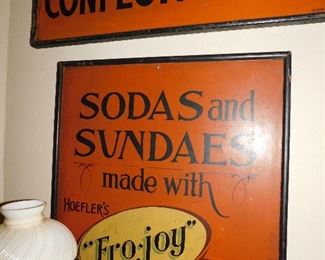 SODAS and
SUNDAES
made with
HOEFLER'S
"Fro-joy"